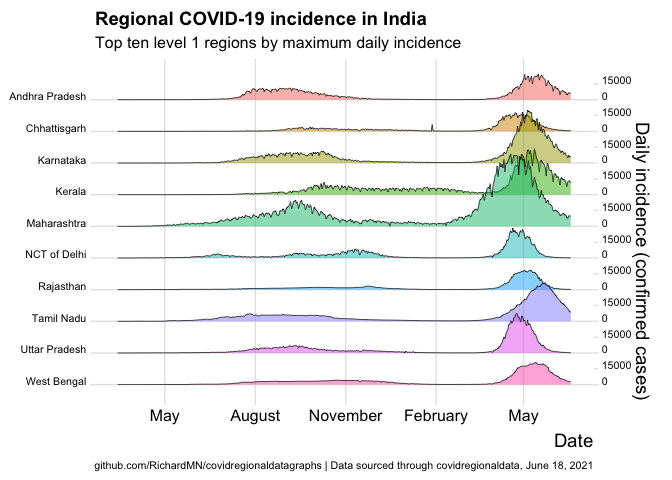 Regional COVID-19 incidence in India
Top ten level 1 regions by maximum daily incidence
Andhra Pradesh
Chhattisgarh
Karnataka
Kerala
Maharashtra
NCT of Delhi
Rajasthan
Tamil Nadu
Uttar Pradesh
West Bengal
15000
0
15000
0
15000
0
15000
0
15000
0
15000
0
15000
0
15000
0
15000
0
15000
0
Daily incidence (confirmed cases)
May August November February May
Date
github.com/RichardMN/covidregionaldatagraphs | Data sourced through covidregionaldata, June 18, 2021